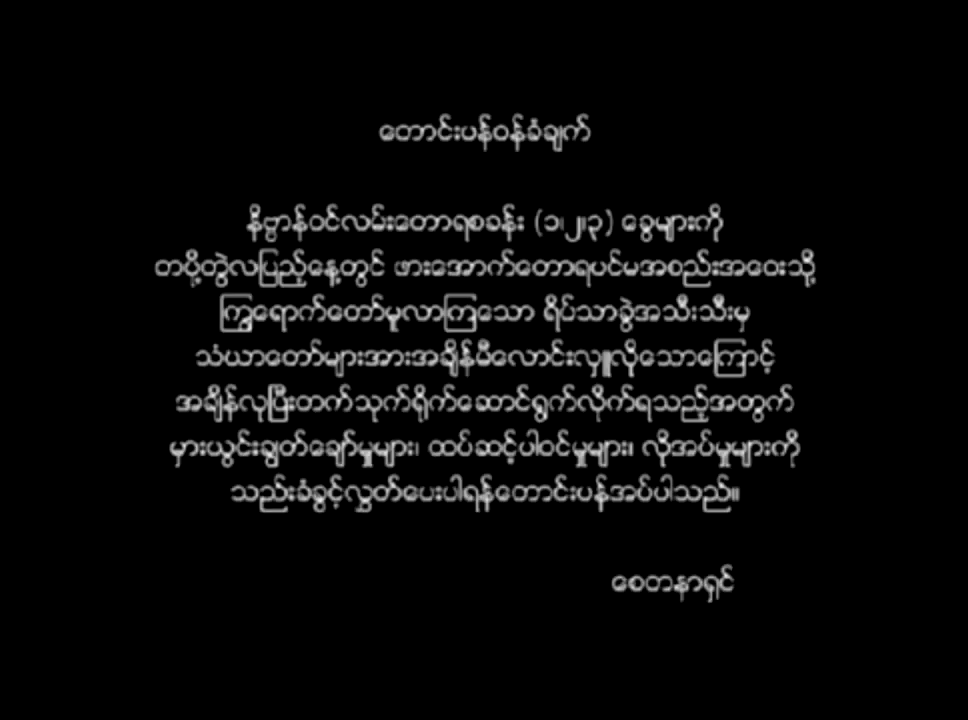 တောင်းပန်ဝန်ခံချက်
နိဗ္ဗာန်ဝင်လမ်းတောရစခန်း (၁၊၂၊၃) ခွေများကို
တပို့တွဲလပြည့်နေ့တွင် ဖားအောက်တောရပင်မအစည်းအဝေးသို့
ကြွရောက်တော်မူလာကြသော ရိပ်သာခွဲအသီးသီးမှ
သံဃာတော်များအားအချိန်မီလောင်းလှူလိုသောကြောင့်
အချိန်လုပြီးတက်သုက်ရိုက်ဆောင်ရွက်လိုက်ရသည့်အတွက်
မှားယွင်းချွတ်ချော်မှုများ၊ ထပ်ဆင့်ပါဝင်မှုများ၊ လိုအပ်မှုများကို
သည်းခံခွင့်လွှတ်ပေးပါရန်တောင်းပန်အပ်ပါသည်။
စေတနာရှင်